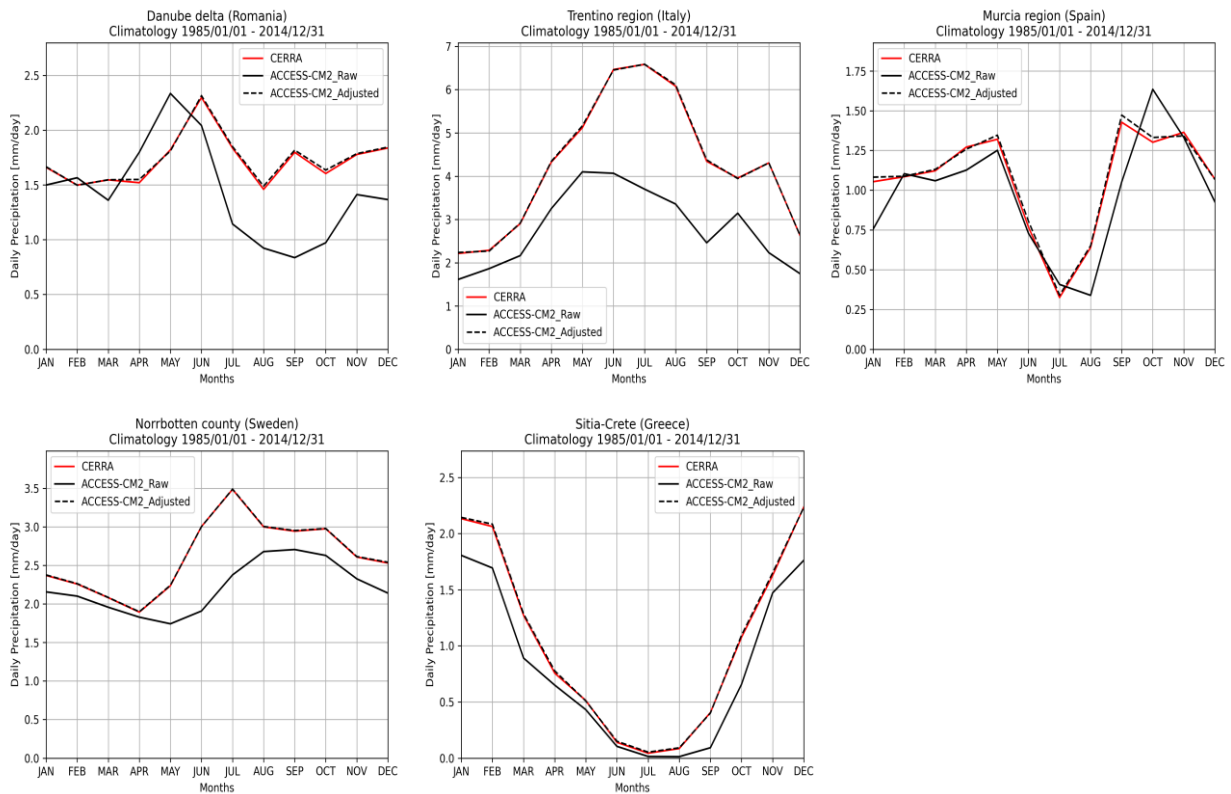 Danube delta (Romania)
Climatology 1985/01/01 - 2014/12/31
Daily Precipitation [mm/day]
2.5
2.0
1.5
1.0
0.5
0.0
CERRA
ACCESS-CM2_Raw
ACCESS-CM2_Adjusted
JAN FEB MAR APR MAY JUN JUL AUG SEP OCT NOV DEC
Months
Trentino region (Italy)
Climatology 1985/01/01 - 2014/12/31
Daily Precipitation [mm/day]
7
6
5
4
3
2
1
0
CERRA
ACCESS-CM2_Raw
ACCESS-CM2_Adjusted
JAN FEB MAR APR MAY JUN JUL AUG SEP OCT NOV DEC
Months
Murcia region (Spain)
Climatology 1985/01/01 - 2014/12/31
Daily Precipitation [mm/day]
1.75
1.50
1.25
1.00
0.75
0.50
0.25
0.00
CERRA
ACCESS-CM2_Raw
ACCESS-CM2_Adjusted
JAN FEB MAR APR MAY JUN JUL AUG SEP OCT NOV DEC
Months
Norrbotten county (Sweden)
Climatology 1985/01/01 - 2014/12/31
Daily Precipitation [mm/day]
3.5
3.0
2.5
2.0
1.5
1.0
0.5
0.0
CERRA
ACCESS-CM2_Raw
ACCESS-CM2_Adjusted
JAN FEB MAR APR MAY JUN JUL AUG SEP OCT NOV DEC
Months
Sitia-Crete (Greece)
Climatology 1985/01/01 - 2014/12/31
Daily Precipitation [mm/day]
2.5
2.0
1.5
1.0
0.5
0.0
CERRA
ACCESS-CM2_Raw
ACCESS-CM2_Adjusted
JAN FEB MAR APR MAY JUN JUL AUG SEP OCT NOV DEC
Months